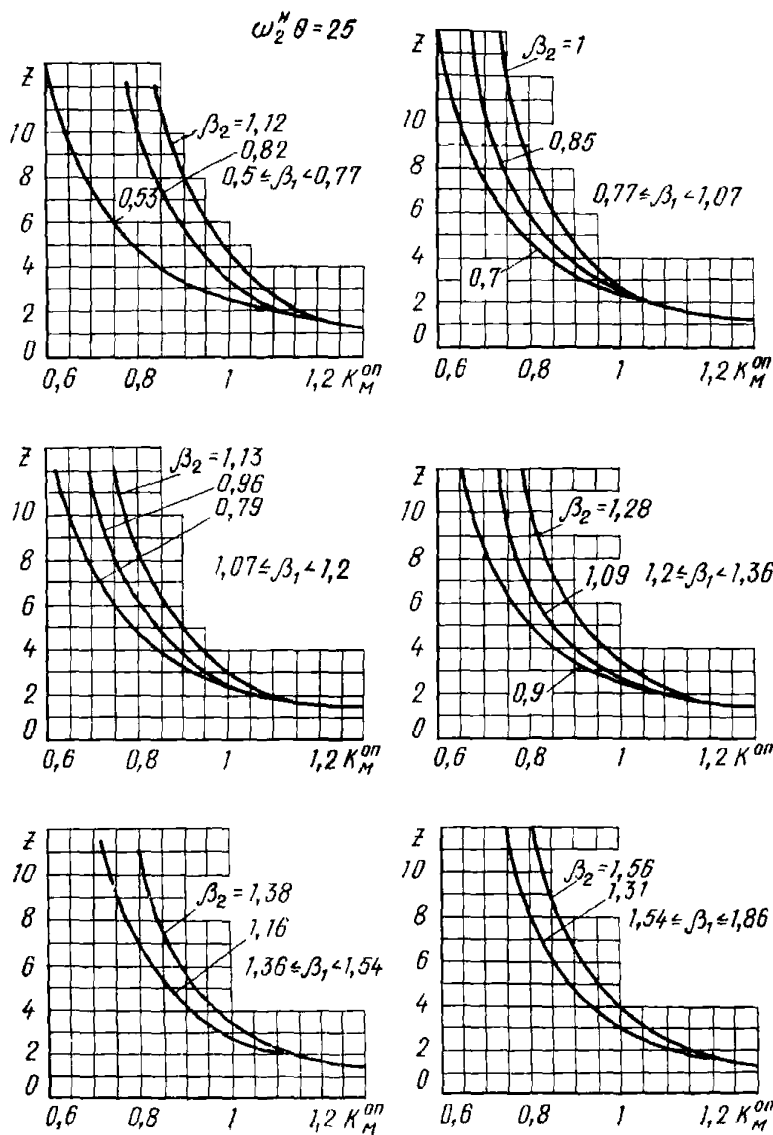 ω₂ᴹ θ = 25
z
10
8
6
4
2
0
β₂ = 1,12
0,82
0,53
0,5 ≤ β₁ < 0,77
0,6 0,8 1 1,2 Kᴹᵒⁿ
z
10
8
6
4
2
0
β₂ = 1
0,85
0,77 ≤ β₁ < 1,07
0,7
0,6 0,8 1 1,2 Kᴹᵒⁿ
z
10
8
6
4
2
0
β₂ = 1,13
0,96
0,79
1,07 ≤ β₁ < 1,2
0,6 0,8 1 1,2 Kᴹᵒⁿ
z
10
8
6
4
2
0
β₂ = 1,28
1,09 1,2 ≤ β₁ < 1,36
0,9
0,6 0,8 1 1,2 Kᵒⁿ
z
10
8
6
4
2
0
β₂ = 1,38
1,16
1,36 ≤ β₁ < 1,54
0,6 0,8 1 1,2 Kᴹᵒⁿ
z
10
8
6
4
2
0
β₂ = 1,56
1,31
1,54 ≤ β₁ ≤ 1,86
0,6 0,8 1 1,2 Kᴹᵒⁿ